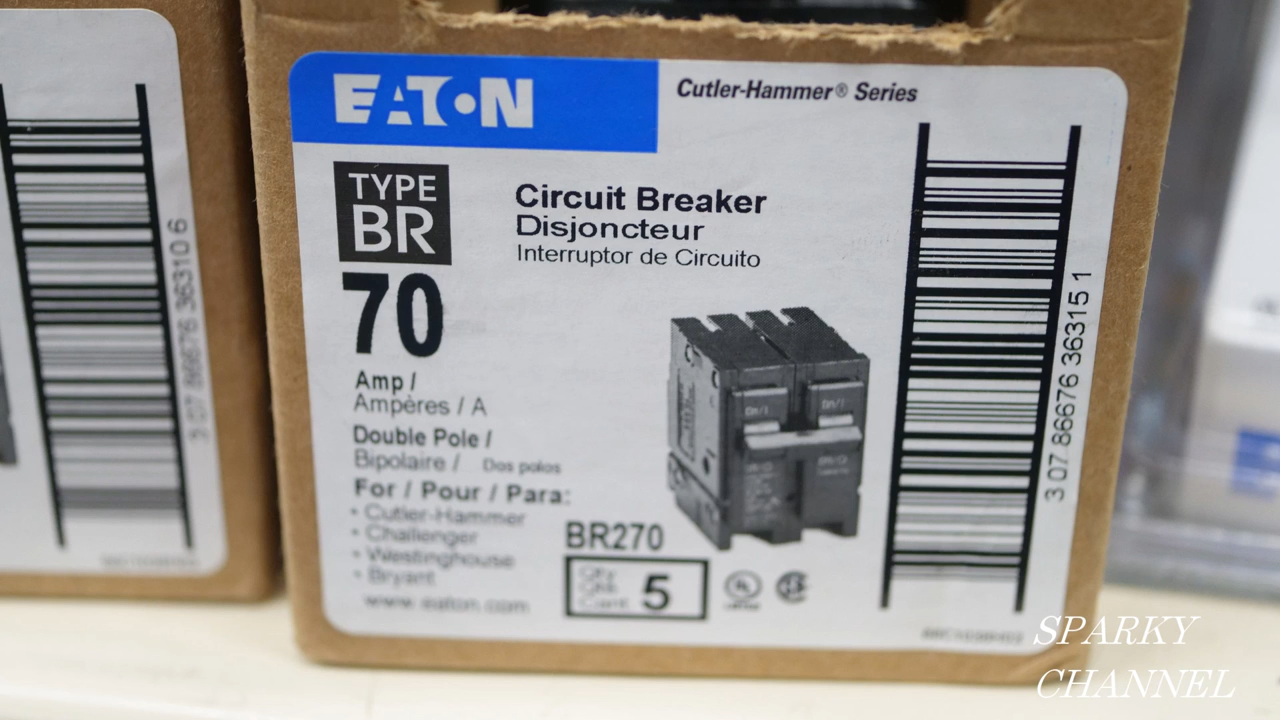 EATON
Cutler-Hammer® Series
TYPE
BR
Circuit Breaker
Disjoncteur
Interruptor de Circuito
70
Amp /
Ampères / A
Double Pole /
Bipolaire / Dos polos
For / Pour / Para:
• Cutler-Hammer
• Challenger
• Westinghouse
• Bryant
www.eaton.com
BR270
5
3 07 86676 36315 1
3 07 86676 36310 6
SPARKY
CHANNEL